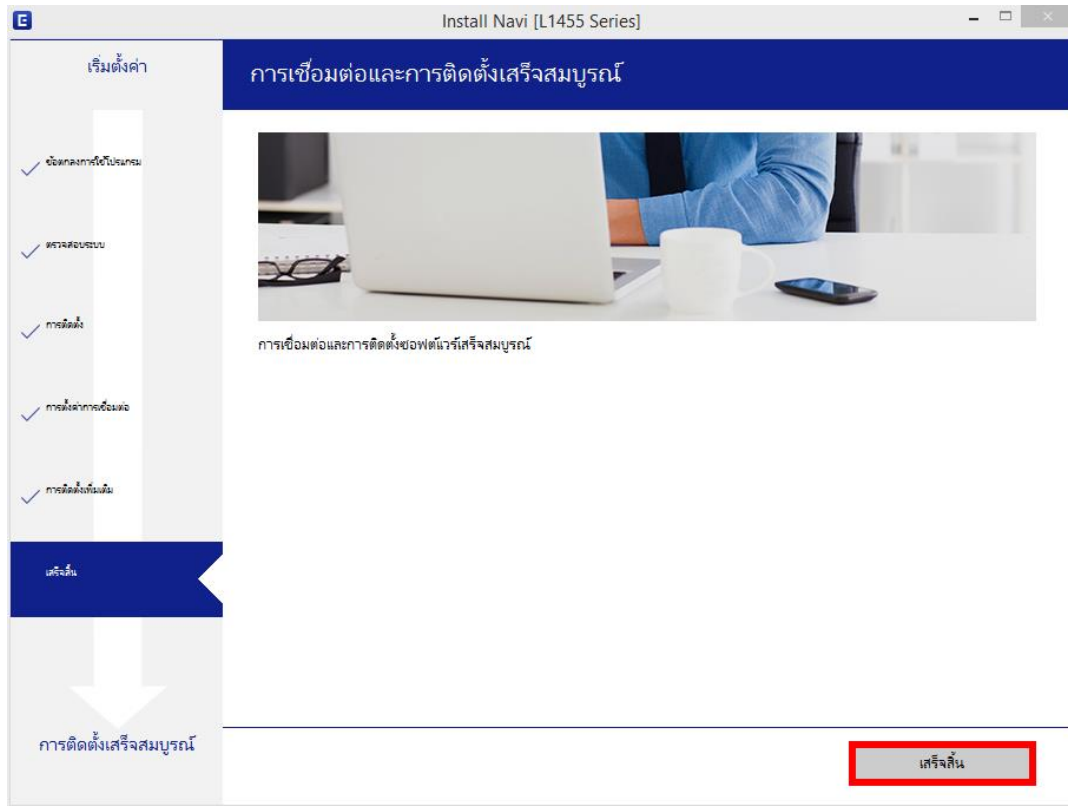 E
Install Navi [L1455 Series]
เริ่มตั้งค่า
การเชื่อมต่อและการติดตั้งเสร็จสมบูรณ์
ข้อตกลงการใช้โปรแกรม
ตรวจสอบระบบ
การติดตั้ง
การตั้งค่าการเชื่อมต่อ
การติดตั้งเพิ่มเติม
เสร็จสิ้น
การติดตั้งเสร็จสมบูรณ์
การเชื่อมต่อและการติดตั้งซอฟต์แวร์เสร็จสมบูรณ์
เสร็จสิ้น